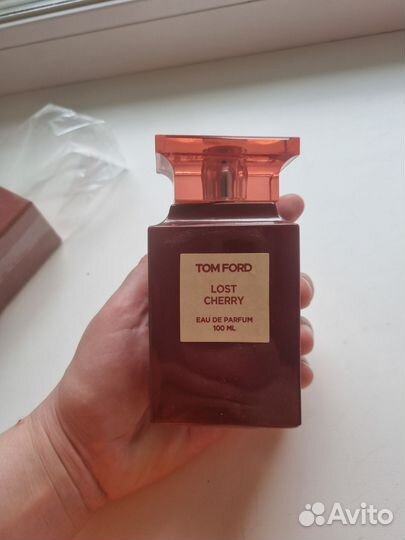 TOM FORD
LOST
CHERRY
EAU DE PARFUM
100 ML
Avito